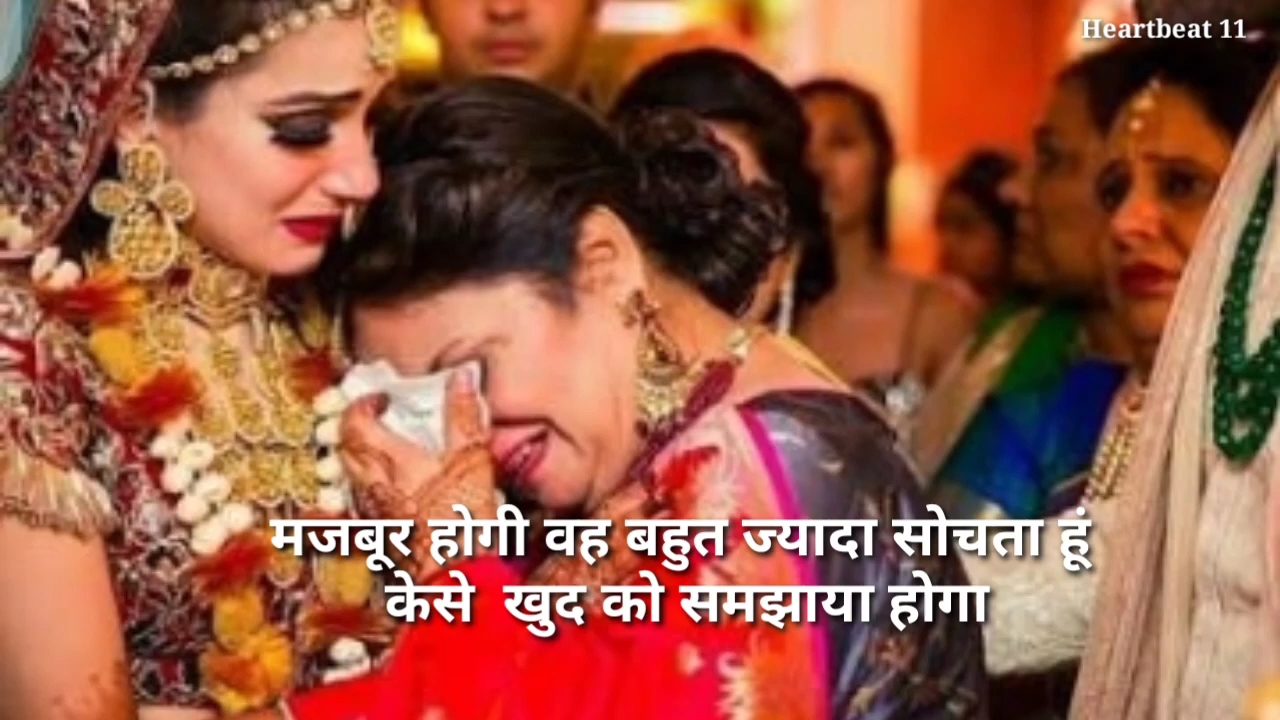 Heartbeat 11
मजबूर होगी वह बहुत ज्यादा सोचता हूं
केसे खुद को समझाया होगा